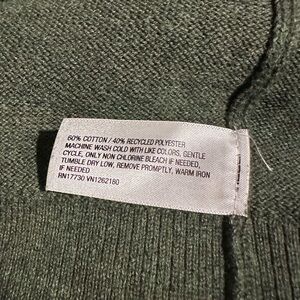 60% COTTON / 40% RECYCLED POLYESTER
MACHINE WASH COLD WITH LIKE COLORS, GENTLE
CYCLE, ONLY NON CHLORINE BLEACH IF NEEDED,
TUMBLE DRY LOW, REMOVE PROMPTLY, WARM IRON
IF NEEDED
RN17730 VN1262180